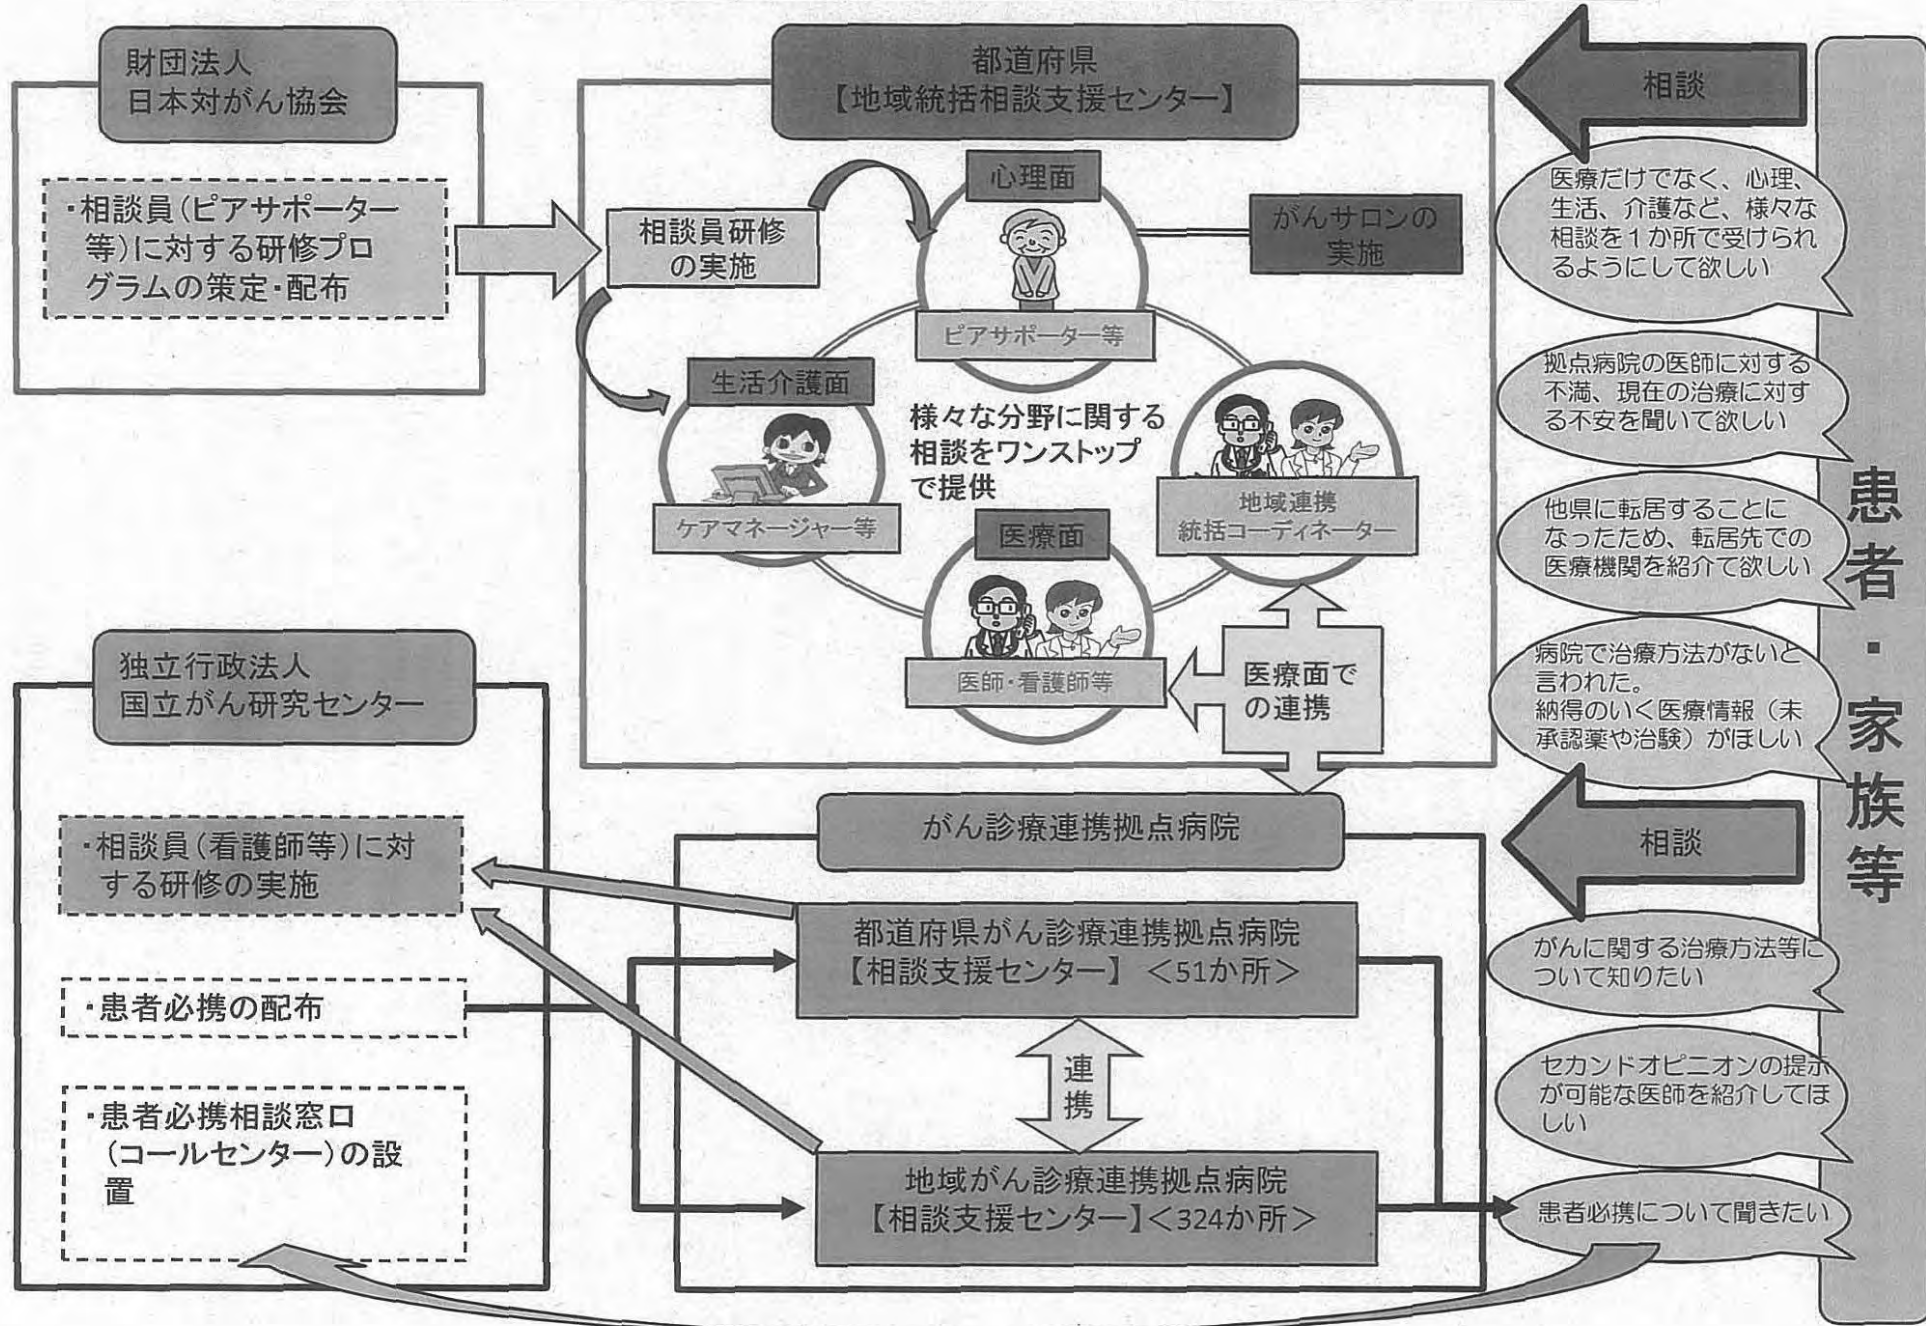 財団法人
日本対がん協会
・相談員(ピアサポーター
等)に対する研修プロ
グラムの策定・配布
都道府県
【地域統括相談支援センター】
相談員研修
の実施
心理面
ピアサポーター等
がんサロンの
実施
生活介護面
ケアマネージャー等
様々な分野に関する
相談をワンストップ
で提供
地域連携
統括コーディネーター
医療面
医師・看護師等
医療面で
の連携
独立行政法人
国立がん研究センター
・相談員(看護師等)に対
する研修の実施
・患者必携の配布
・患者必携相談窓口
(コールセンター)の設
置
がん診療連携拠点病院
都道府県がん診療連携拠点病院
【相談支援センター】 <51か所>
連
携
地域がん診療連携拠点病院
【相談支援センター】<324か所>
相談
医療だけでなく、心理、
生活、介護など、様々な
相談を1か所で受けられ
るようにして欲しい
拠点病院の医師に対する
不満、現在の治療に対す
る不安を聞いて欲しい
他県に転居することに
なったため、転居先での
医療機関を紹介て欲しい
病院で治療方法がないと
言われた。
納得のいく医療情報(未
承認薬や治験)がほしい
相談
がんに関する治療方法等に
ついて知りたい
セカンドオピニオンの提示
が可能な医師を紹介してほ
しい
患者必携について聞きたい
患者・家族等